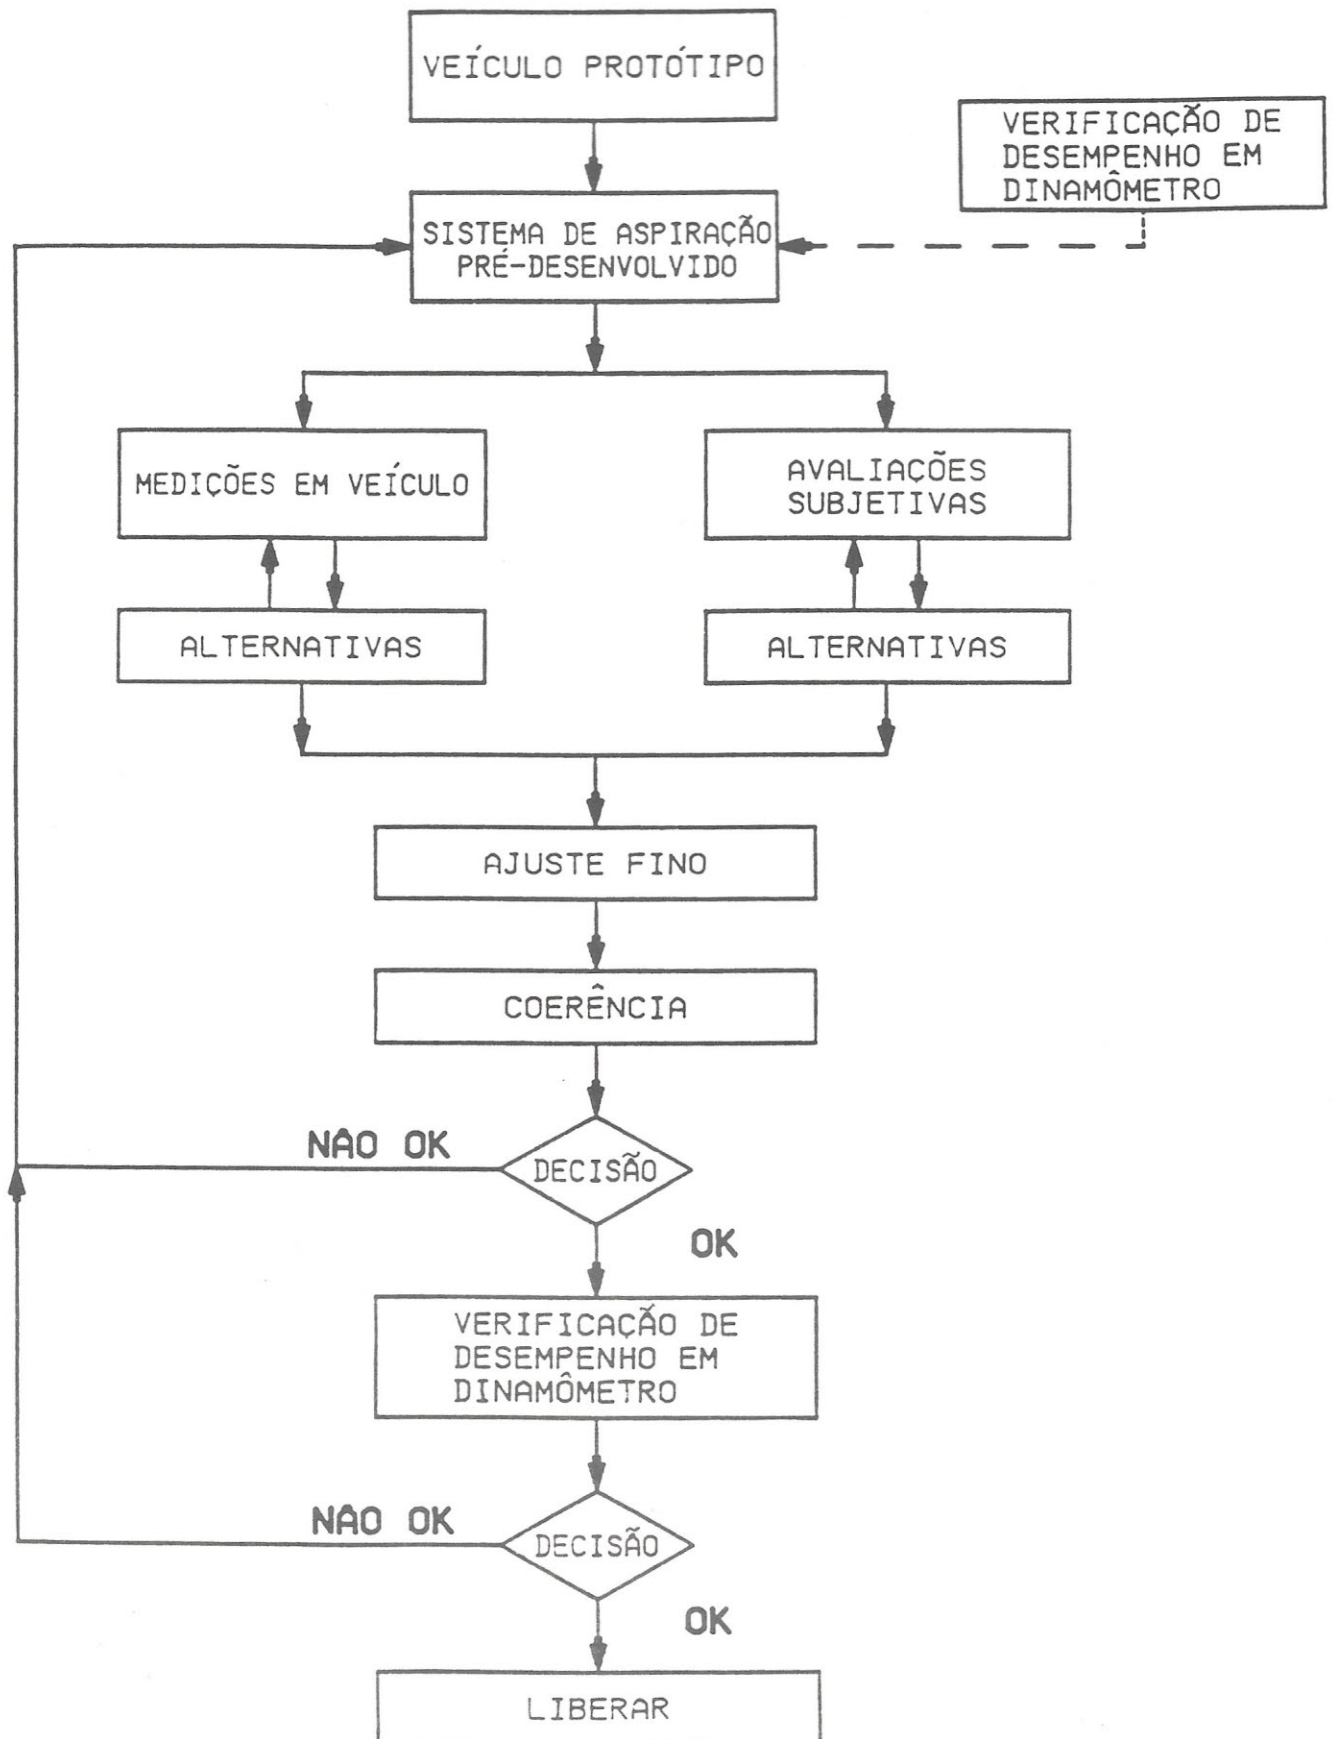 VEÍCULO PROTÓTIPO
VERIFICAÇÃO DE
DESEMPENHO EM
DINAMÔMETRO
SISTEMA DE ASPIRAÇÃO
PRÉ-DESENVOLVIDO
MEDIÇÕES EM VEÍCULO
AVALIAÇÕES
SUBJETIVAS
ALTERNATIVAS
ALTERNATIVAS
AJUSTE FINO
COERÊNCIA
NÃO OK
DECISÃO
OK
VERIFICAÇÃO DE
DESEMPENHO EM
DINAMÔMETRO
NÃO OK
DECISÃO
OK
LIBERAR